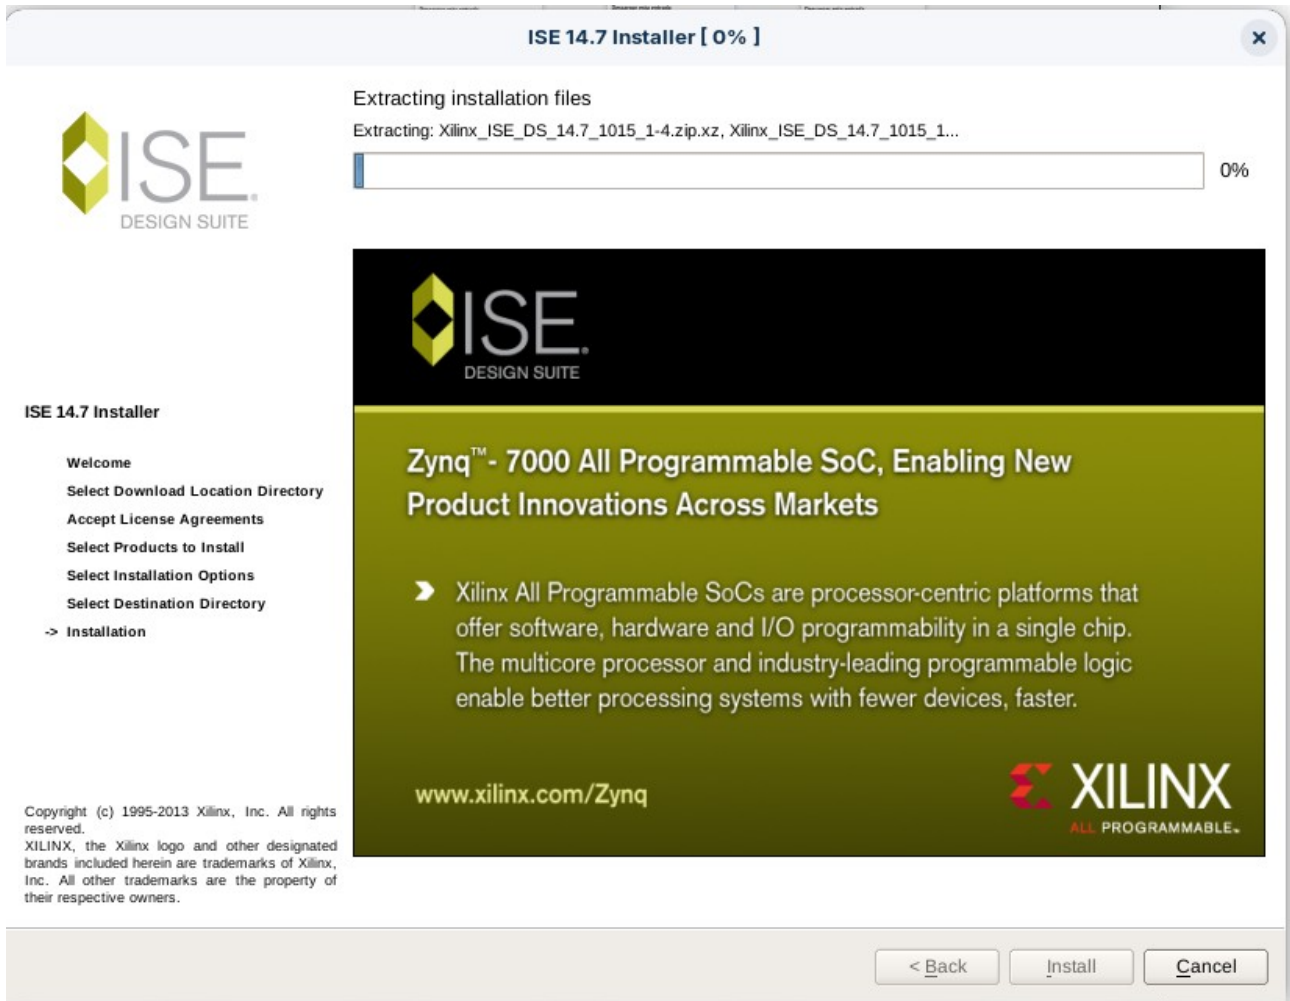 ISE 14.7 Installer [ 0% ]
Extracting installation files
Extracting: Xilinx_ISE_DS_14.7_1015_1-4.zip.xz, Xilinx_ISE_DS_14.7_1015_1...
0%
ISE®
DESIGN SUITE
ISE 14.7 Installer
Welcome
Select Download Location Directory
Accept License Agreements
Select Products to Install
Select Installation Options
Select Destination Directory
-> Installation
Copyright (c) 1995-2013 Xilinx, Inc. All rights
reserved.
XILINX, the Xilinx logo and other designated
brands included herein are trademarks of Xilinx,
Inc. All other trademarks are the property of
their respective owners.
ISE®
DESIGN SUITE
Zynq™- 7000 All Programmable SoC, Enabling New
Product Innovations Across Markets
Xilinx All Programmable SoCs are processor-centric platforms that
offer software, hardware and I/O programmability in a single chip.
The multicore processor and industry-leading programmable logic
enable better processing systems with fewer devices, faster.
www.xilinx.com/Zynq
XILINX
ALL PROGRAMMABLE™
< Back
Install
Cancel